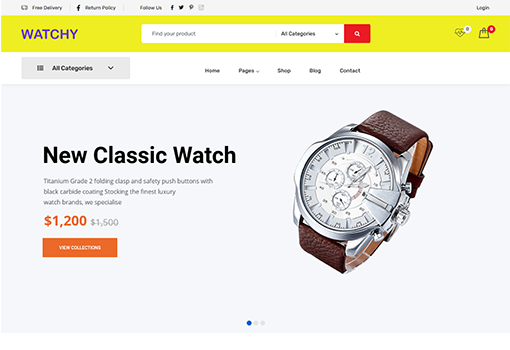 Free Delivery Return Policy Follow Us Login
WATCHY Find your product All Categories 0 0
All Categories Home Pages Shop Blog Contact
New Classic Watch
Titanium Grade 2 folding clasp and safety push buttons with
black carbide coating Stocking the finest luxury
watch brands, we specialise
$1,200 $1,500
VIEW COLLECTIONS